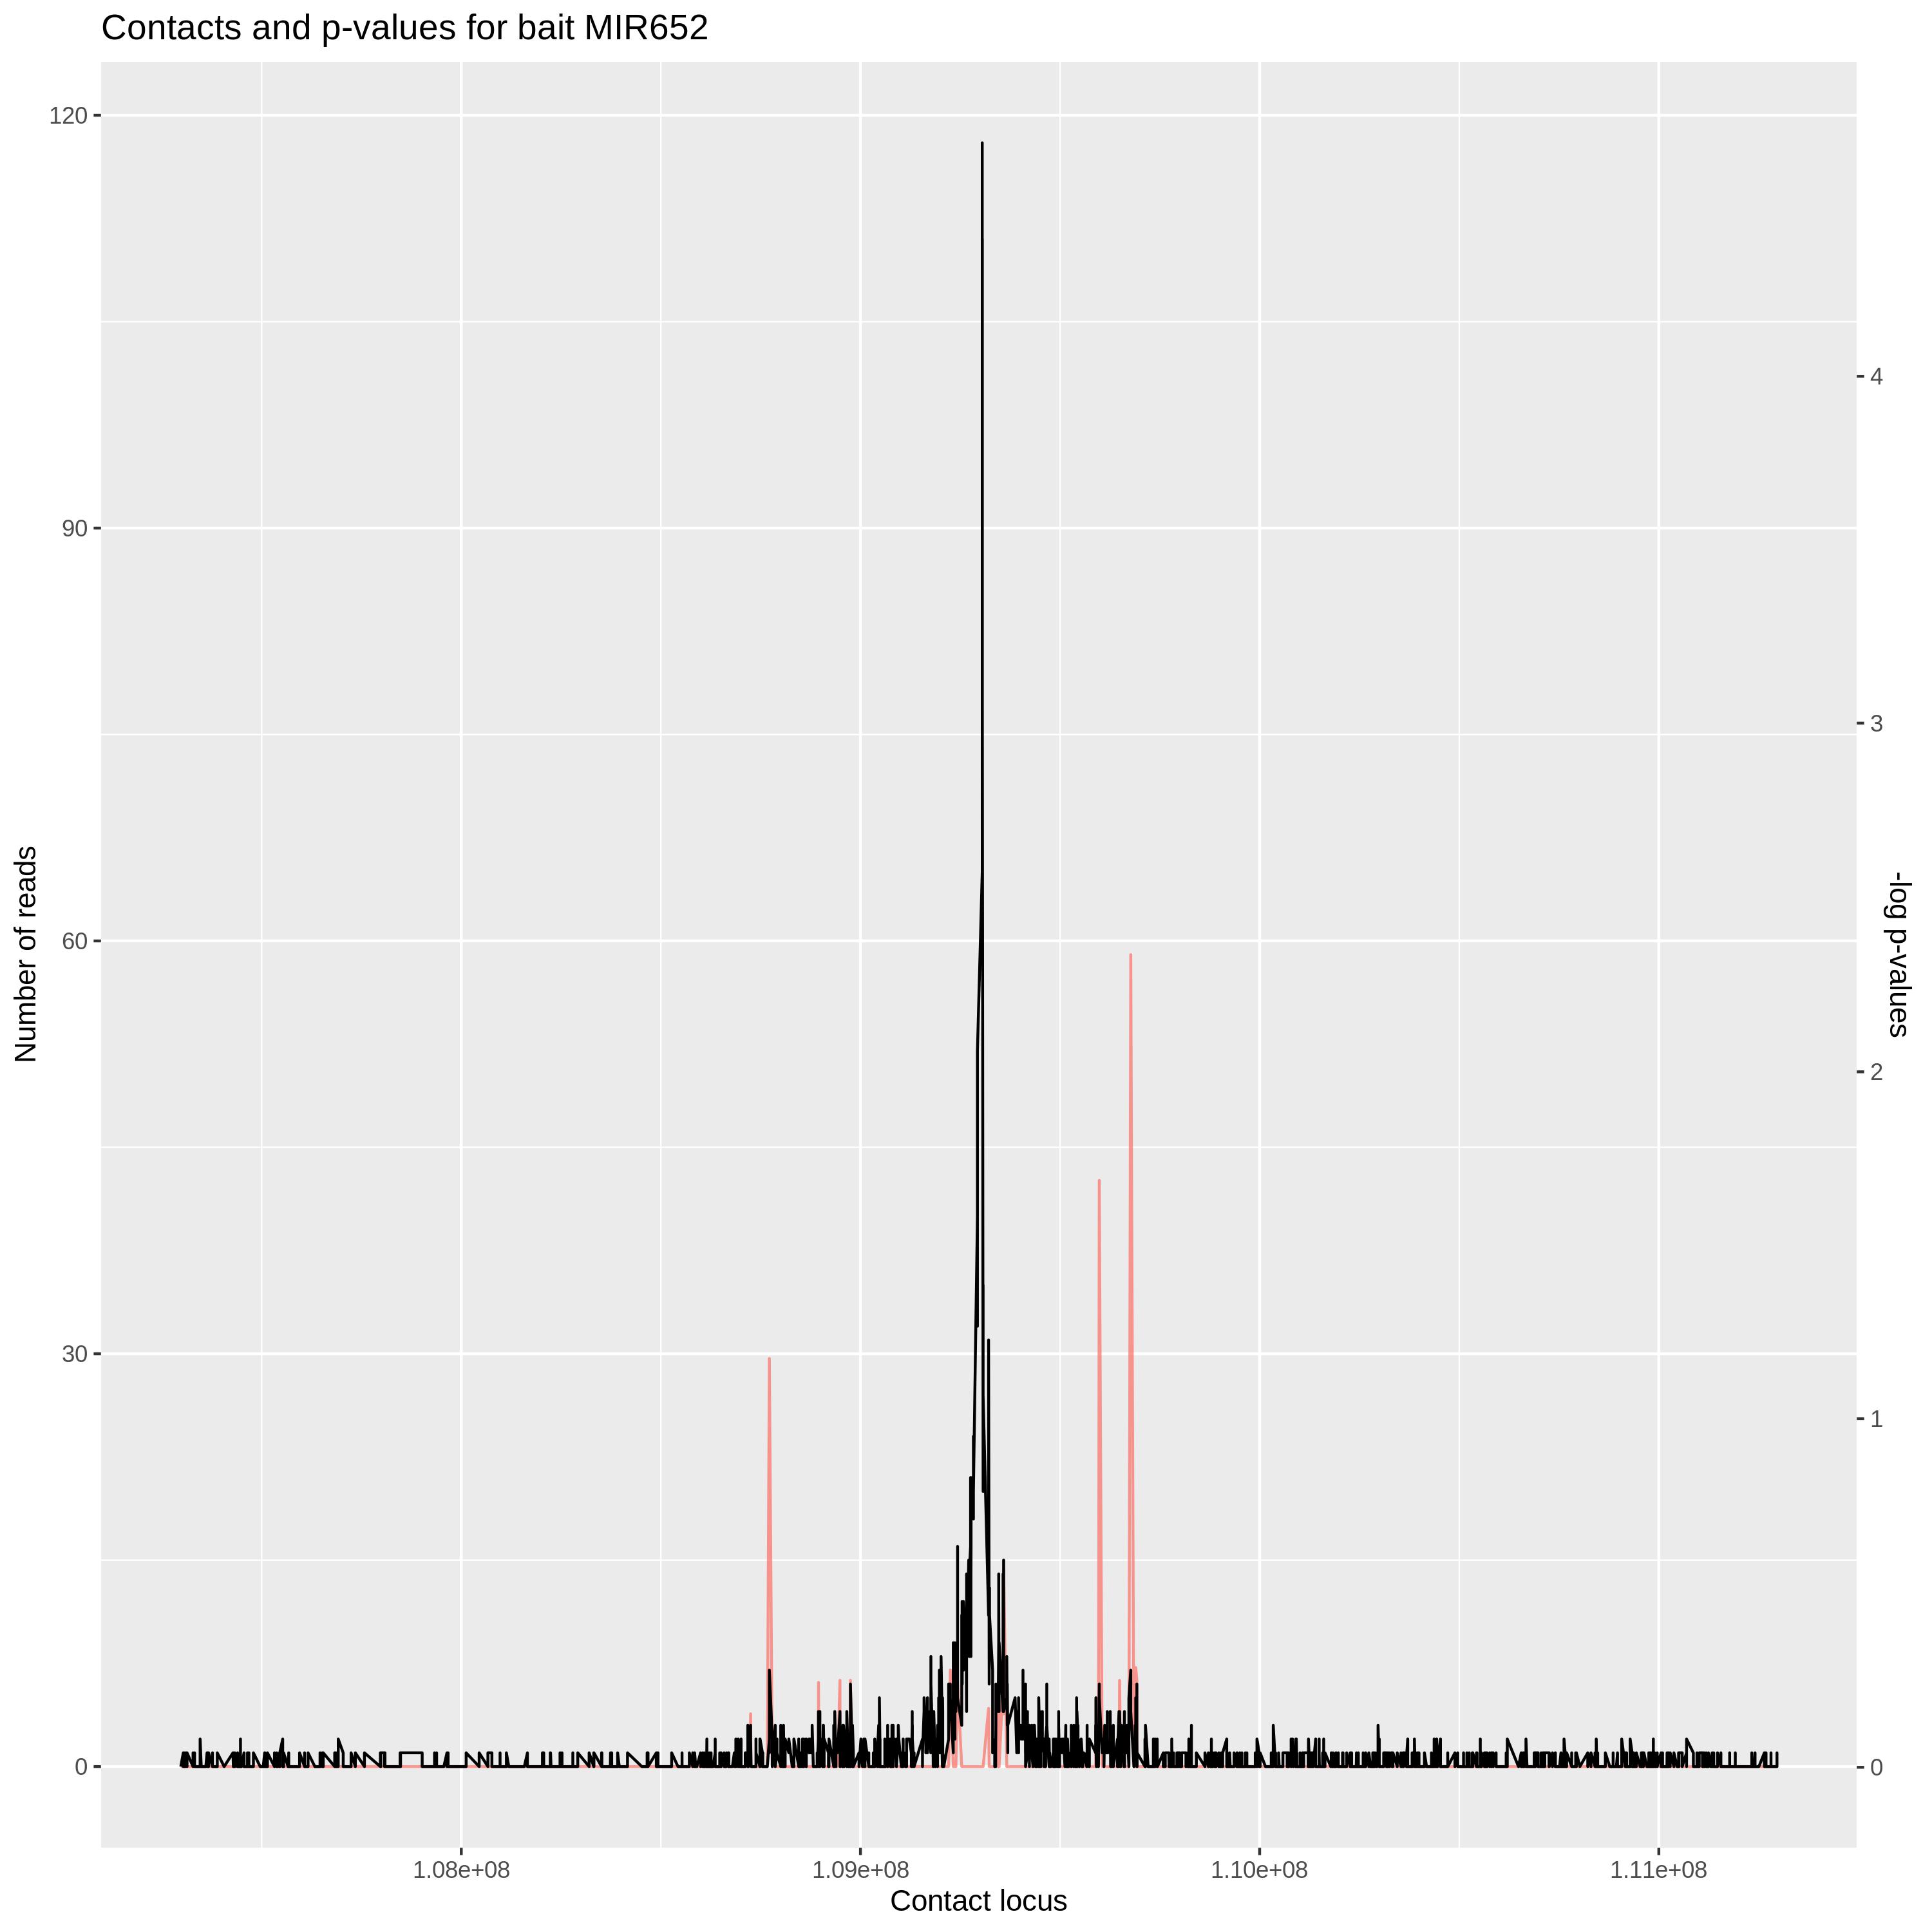 Contacts and p-values for bait MIR652
120
90
60
30
0
Number of reads
4
3
2
1
0
-log p-values
1.08e+08
1.09e+08
1.10e+08
1.11e+08
Contact locus